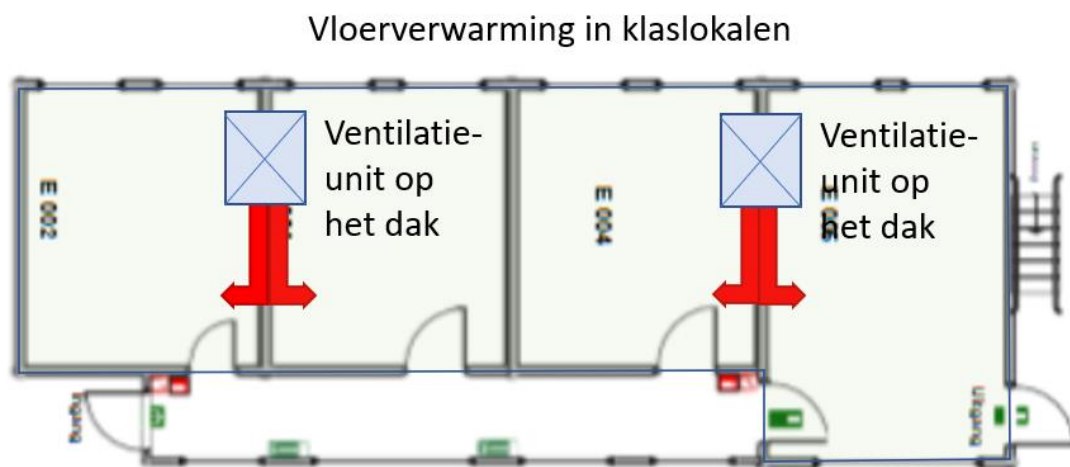 Vloerverwarming in klaslokalen
Ventilatie-
unit op
het dak
Ventilatie-
unit op
het dak
E 002
E 004
Ingang
Uitgang